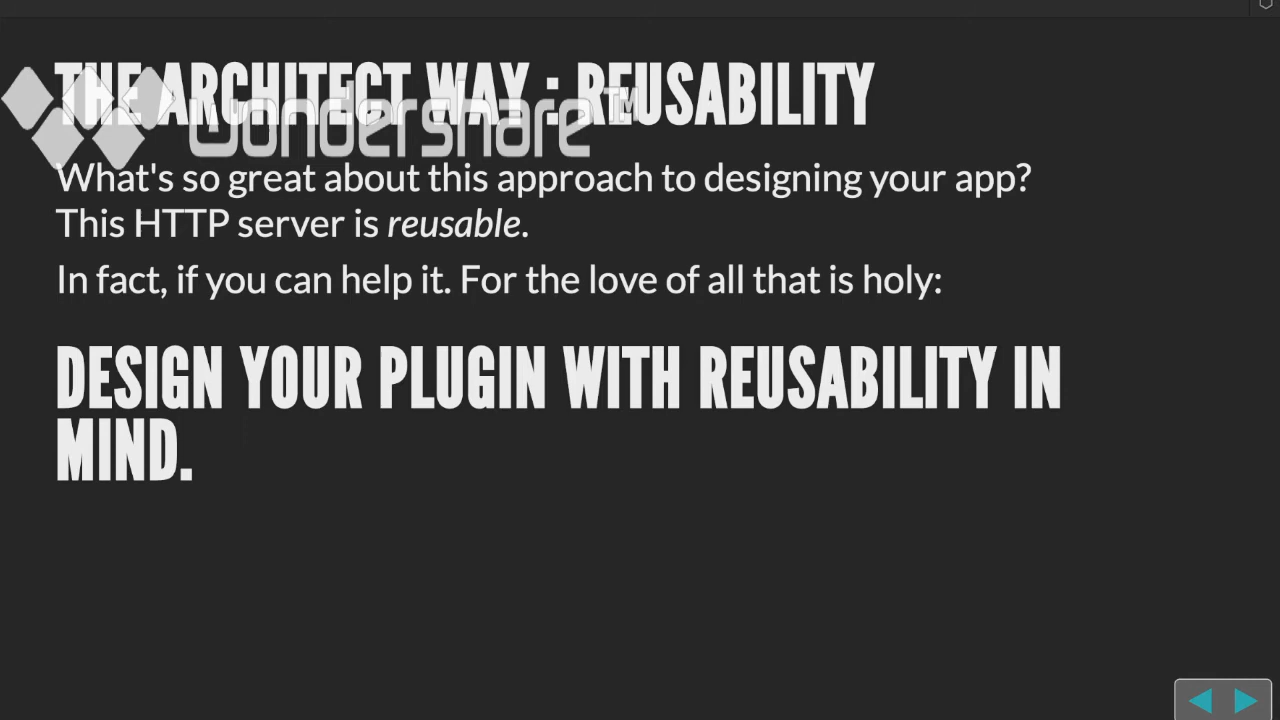 THE ARCHITECT WAY : REUSABILITY
wondershare™
What's so great about this approach to designing your app?
This HTTP server is reusable.
In fact, if you can help it. For the love of all that is holy:
DESIGN YOUR PLUGIN WITH REUSABILITY IN
MIND.